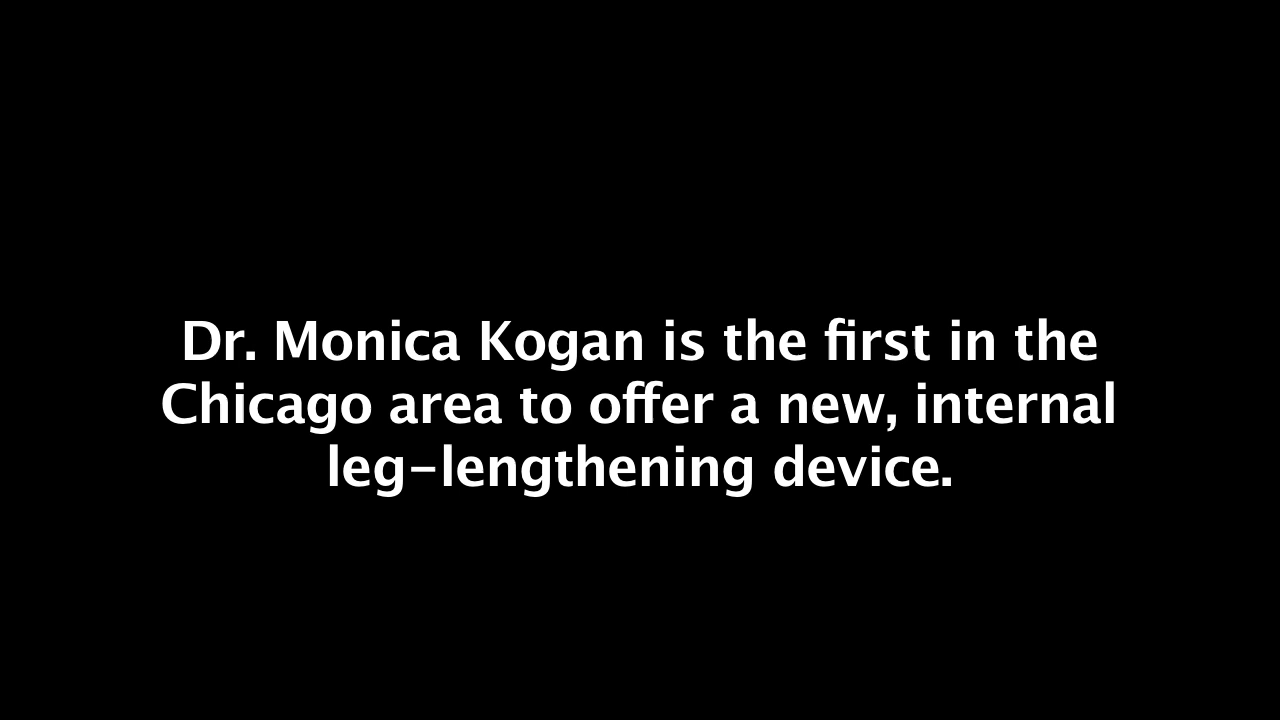 Dr. Monica Kogan is the first in the
Chicago area to offer a new, internal
leg-lengthening device.